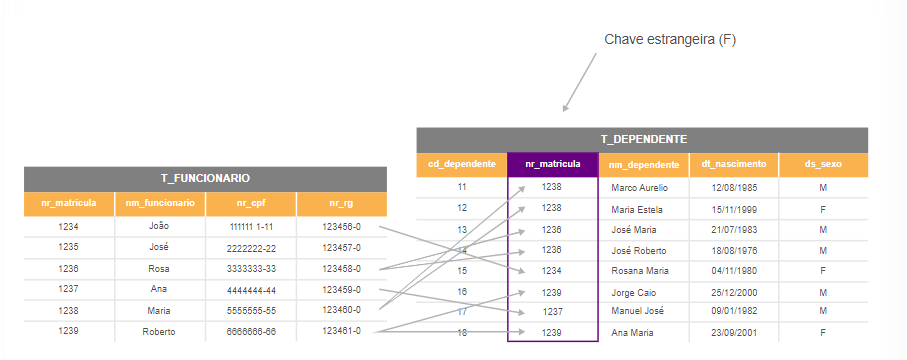 Chave estrangeira (F)
T_DEPENDENTE
cd_dependente nr_matricula nm_dependente dt_nascimento ds_sexo
11 1238 Marco Aurelio 12/08/1985 M
12 1238 Maria Estela 15/11/1999 F
13 1236 José Maria 21/07/1983 M
14 1236 José Roberto 18/08/1976 M
15 1234 Rosana Maria 04/11/1980 F
16 1239 Jorge Caio 25/12/2000 M
17 1237 Manuel José 09/01/1982 M
18 1239 Ana Maria 23/09/2001 F
T_FUNCIONARIO
nr_matricula nm_funcionario nr_cpf nr_rg
1234 João 111111 1-11 123456-0
1235 José 2222222-22 123457-0
1236 Rosa 3333333-33 123458-0
1237 Ana 4444444-44 123459-0
1238 Maria 5555555-55 123460-0
1239 Roberto 6666666-66 123461-0